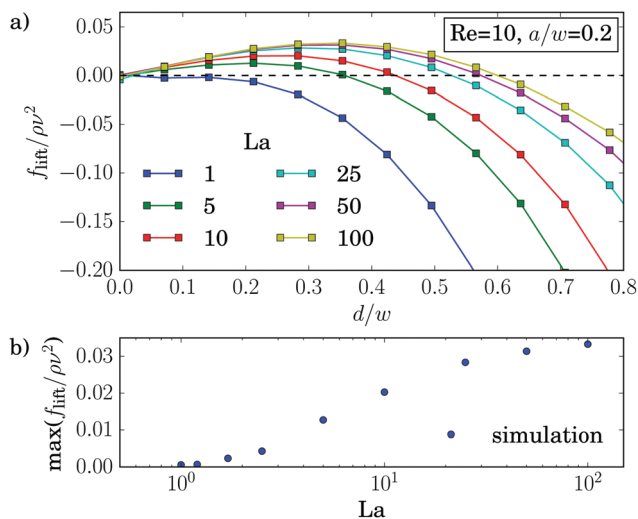 a)
Re=10, a/w=0.2
f_lift/ρν²
0.05
0.00
−0.05
−0.10
−0.15
−0.20
La
1 25
5 50
10 100
0.0 0.1 0.2 0.3 0.4 0.5 0.6 0.7 0.8
d/w
b)
max(f_lift/ρν²)
0.03
0.02
0.01
0.00
simulation
10⁰ 10¹ 10²
La